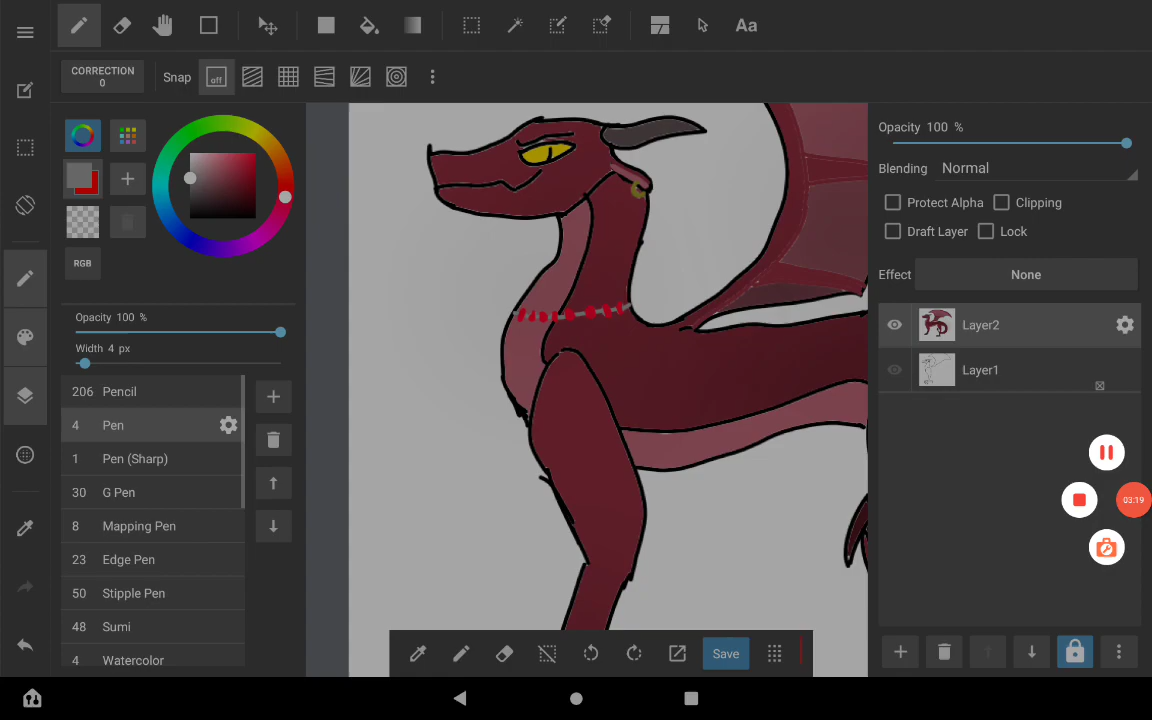 Aa
CORRECTION
0
Snap
off
RGB
Opacity 100 %
Width 4 px
206 Pencil
4 Pen
1 Pen (Sharp)
30 G Pen
8 Mapping Pen
23 Edge Pen
50 Stipple Pen
48 Sumi
4 Watercolor
Save
Opacity 100 %
Blending Normal
Protect Alpha Clipping
Draft Layer Lock
Effect None
Layer2
Layer1
03:19